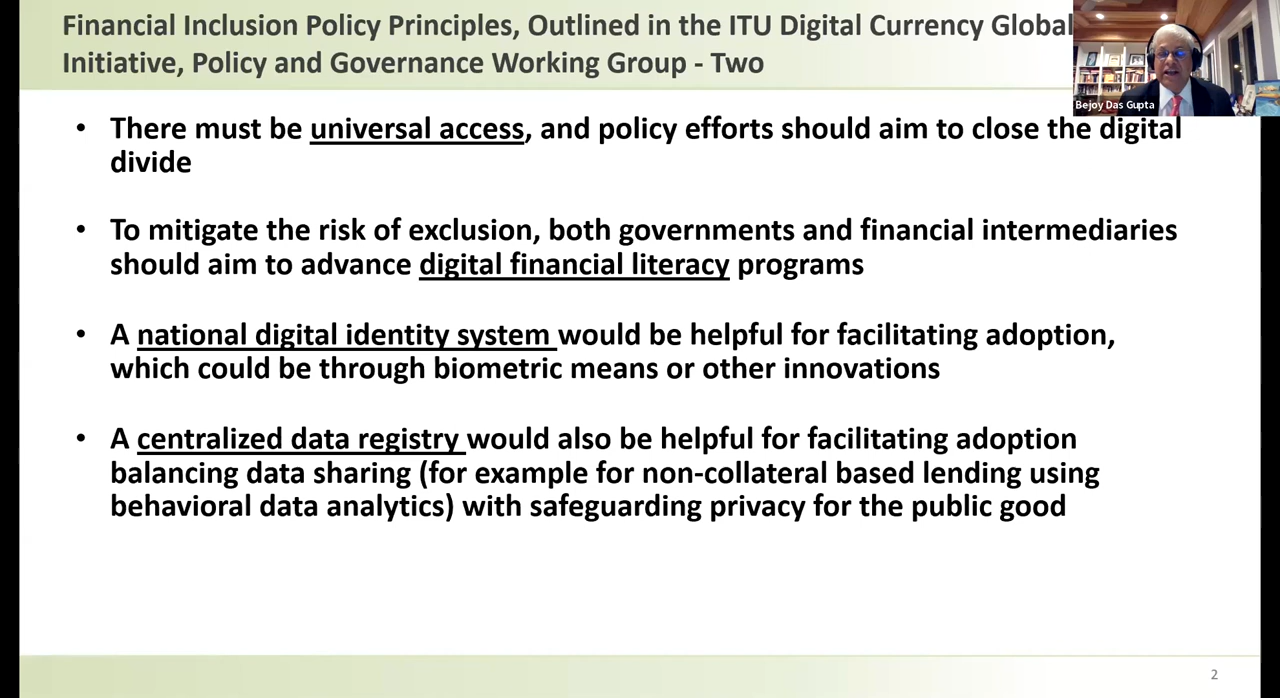 Financial Inclusion Policy Principles, Outlined in the ITU Digital Currency Global
Initiative, Policy and Governance Working Group - Two
Bejoy Das Gupta
• There must be universal access, and policy efforts should aim to close the digital
divide
• To mitigate the risk of exclusion, both governments and financial intermediaries
should aim to advance digital financial literacy programs
• A national digital identity system would be helpful for facilitating adoption,
which could be through biometric means or other innovations
• A centralized data registry would also be helpful for facilitating adoption
balancing data sharing (for example for non-collateral based lending using
behavioral data analytics) with safeguarding privacy for the public good
2